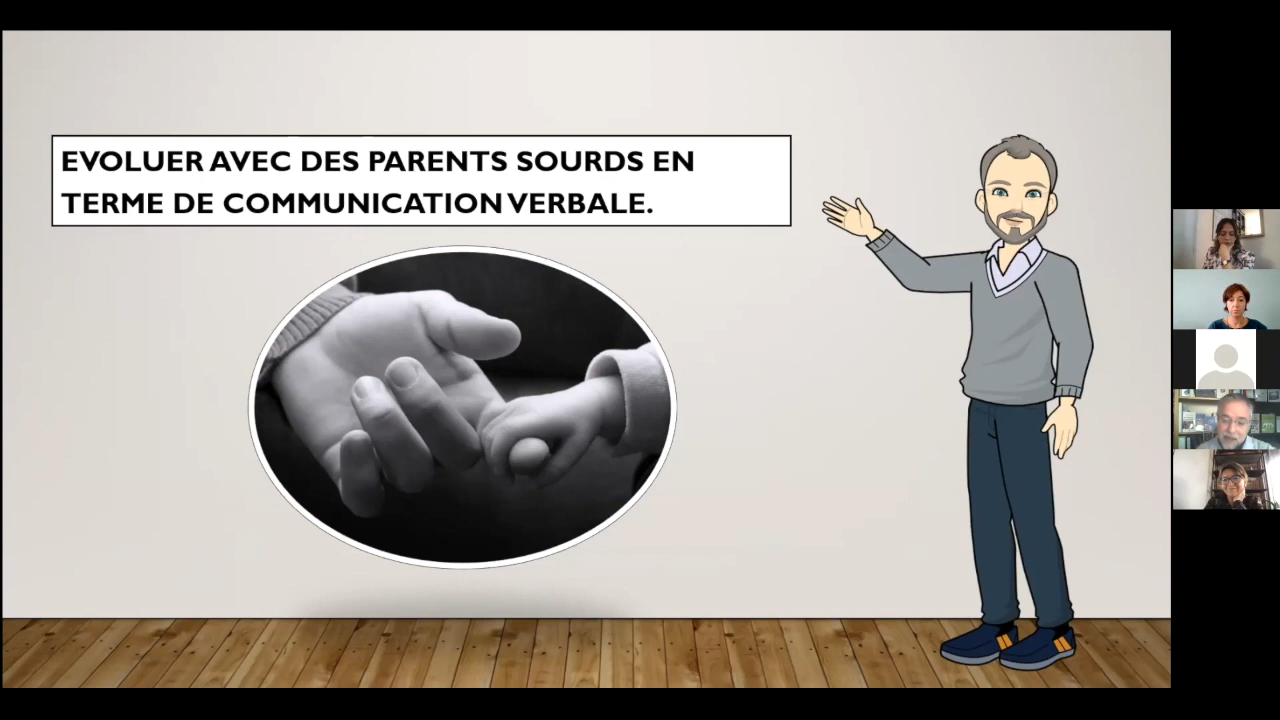 EVOLUER AVEC DES PARENTS SOURDS EN
TERME DE COMMUNICATION VERBALE.